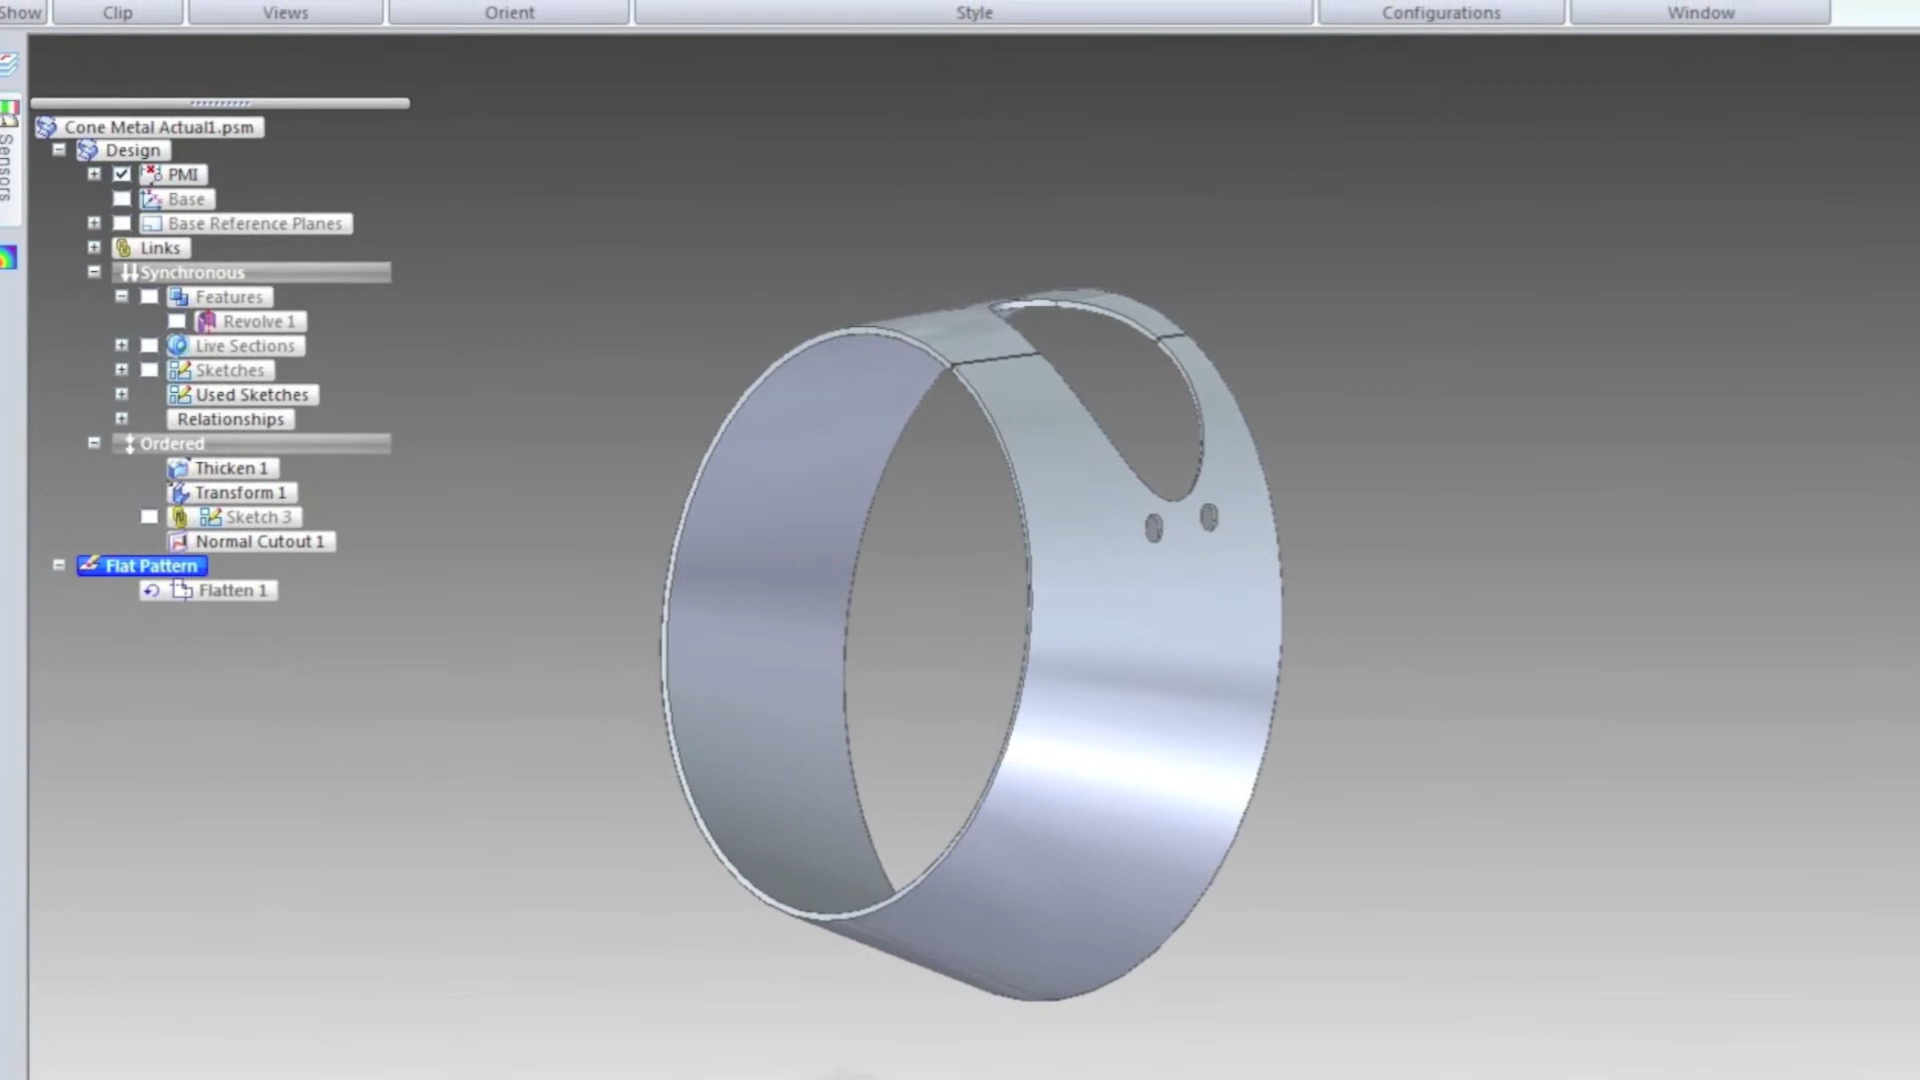 Show Clip Views Orient Style Configurations Window
Sensors
Cone Metal Actual1.psm
Design
PMI
Base
Base Reference Planes
Links
Synchronous
Features
Revolve 1
Live Sections
Sketches
Used Sketches
Relationships
Ordered
Thicken 1
Transform 1
Sketch 3
Normal Cutout 1
Flat Pattern
Flatten 1